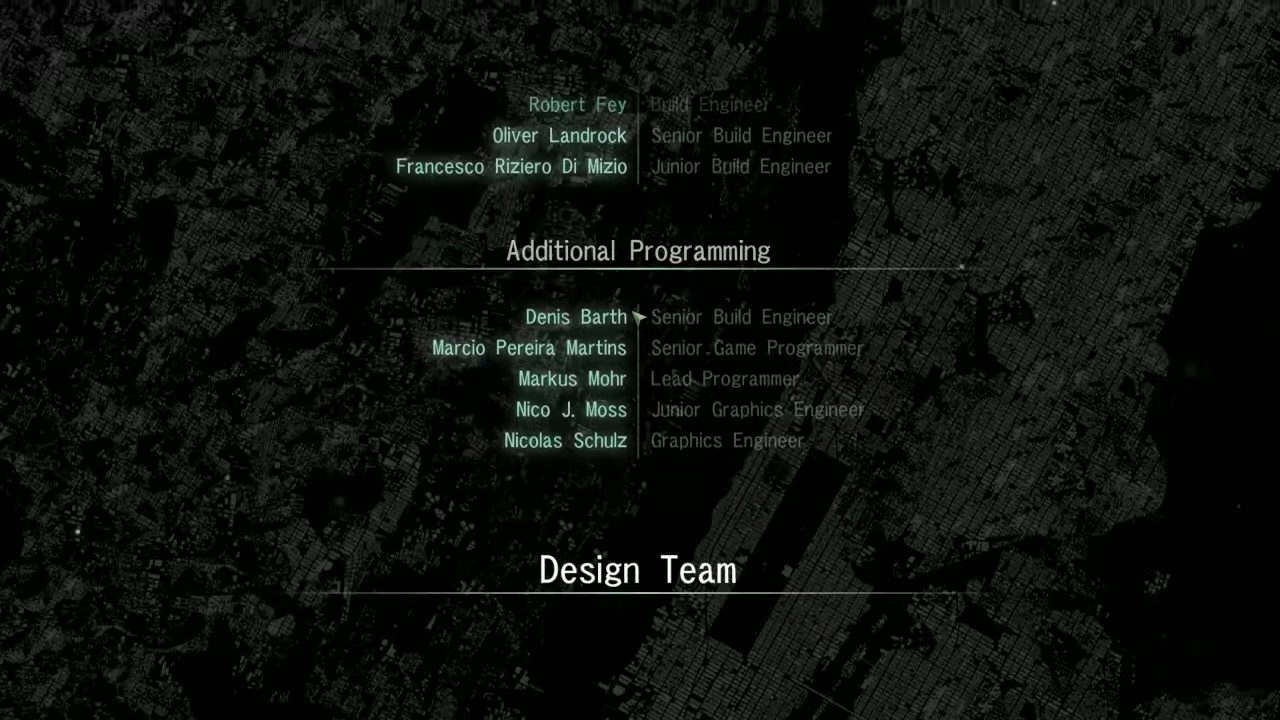 Robert Fey Build Engineer
Oliver Landrock Senior Build Engineer
Francesco Riziero Di Mizio Junior Build Engineer
Additional Programming
Denis Barth Senior Build Engineer
Marcio Pereira Martins Senior Game Programmer
Markus Mohr Lead Programmer
Nico J. Moss Junior Graphics Engineer
Nicolas Schulz Graphics Engineer
Design Team